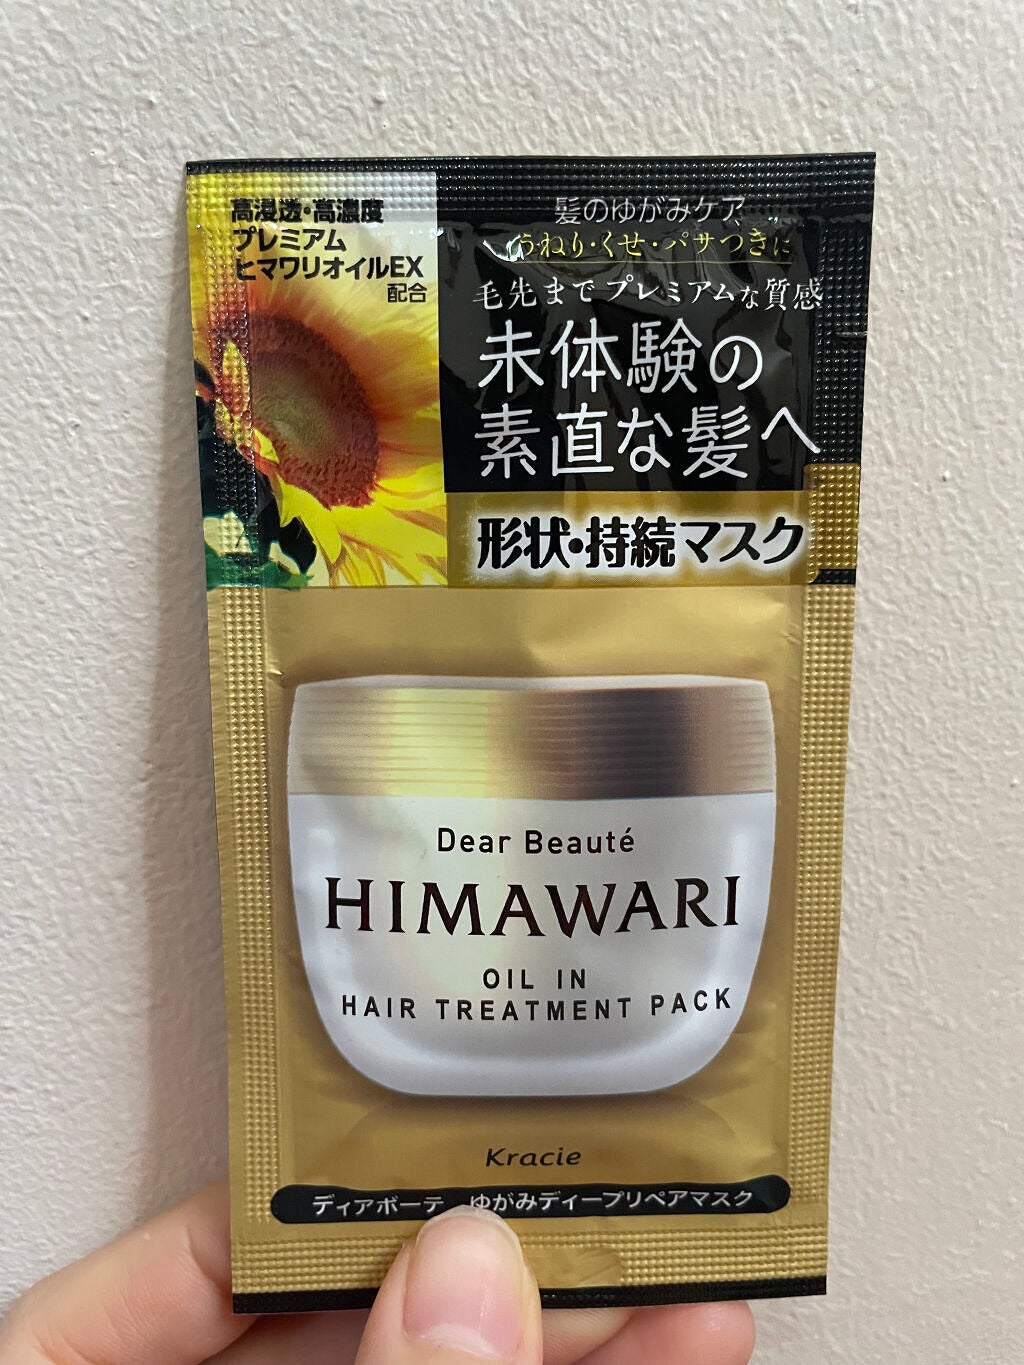 高浸透・高濃度
プレミアム
ヒマワリオイルEX
配合
髪のゆがみケア
うねり・くせ・パサつきに
毛先までプレミアムな質感
未体験の
素直な髪へ
形状・持続マスク
Dear Beauté
HIMAWARI
OIL IN
HAIR TREATMENT PACK
Kracie
ディアボーテ ゆがみディープリペアマスク